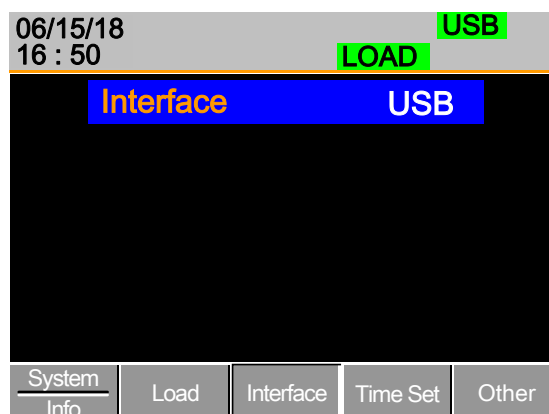 06/15/18 USB
16 : 50 LOAD
Interface USB
System
Info Load Interface Time Set Other